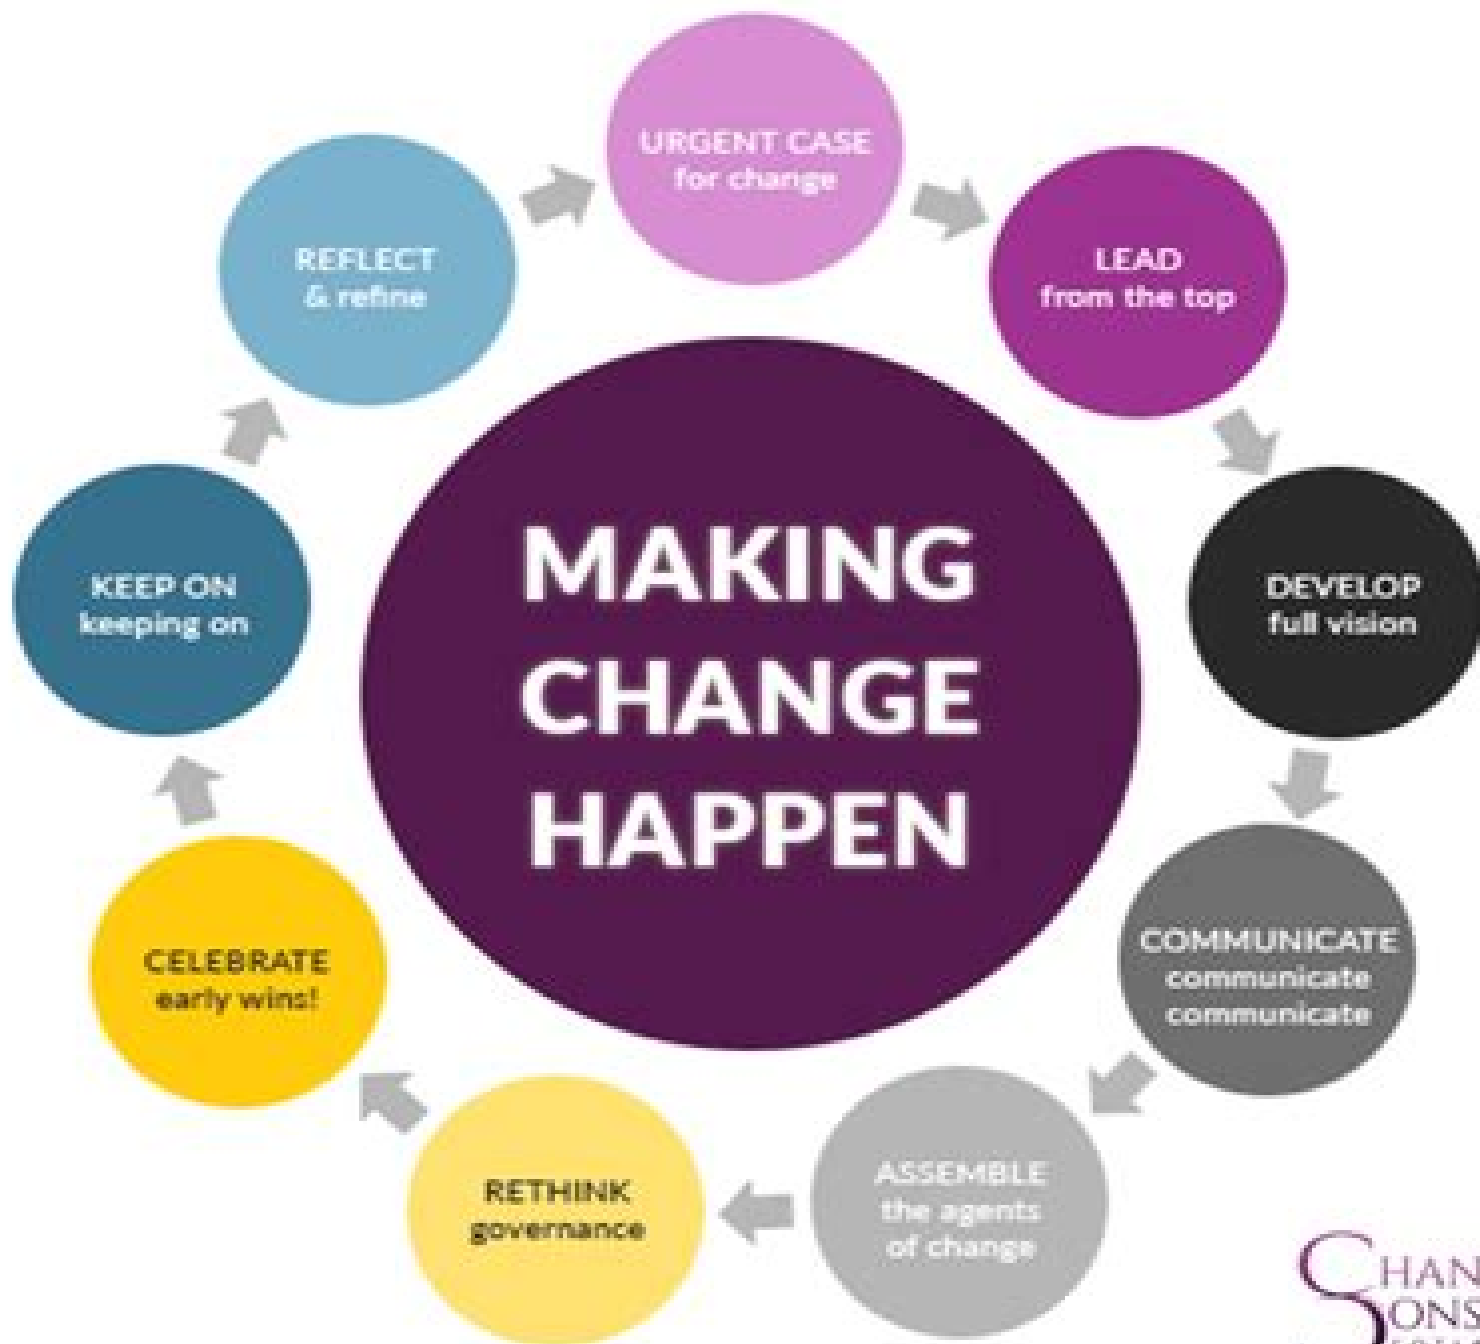 URGENT CASE
for change
LEAD
from the top
DEVELOP
full vision
COMMUNICATE
communicate
communicate
ASSEMBLE
the agents
of change
RETHINK
governance
CELEBRATE
early wins!
KEEP ON
keeping on
REFLECT
& refine
MAKING
CHANGE
HAPPEN